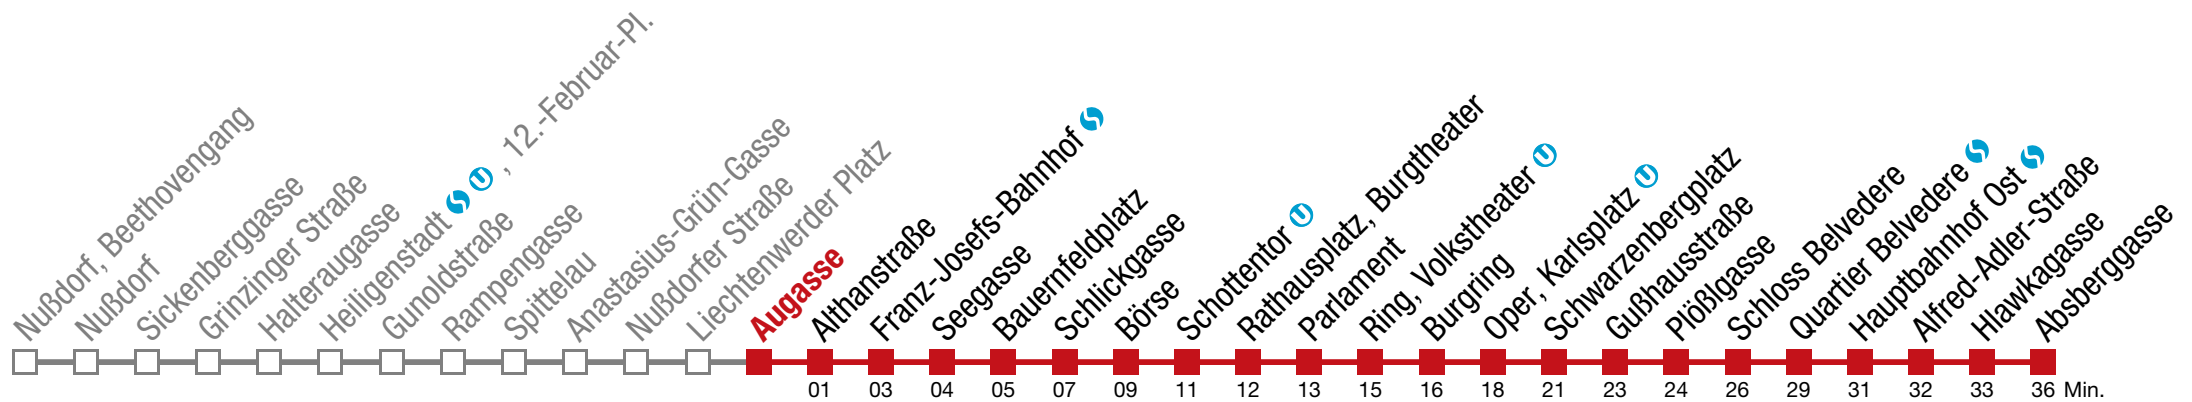 Nußdorf, Beethovengang
Nußdorf
Sickenberggasse
Grinzinger Straße
Halteraugasse
Heiligenstadt S U , 12.-Februar-Pl.
Gunoldstraße
Rampengasse
Spittelau
Anastasius-Grün-Gasse
Nußdorfer Straße
Liechtenwerder Platz
Augasse
Althanstraße
Franz-Josefs-Bahnhof S
Seegasse
Bauernfeldplatz
Schlickgasse
Börse
Schottentor U
Rathausplatz, Burgtheater
Parlament
Ring, Volkstheater U
Burgring
Oper, Karlsplatz U
Schwarzenbergplatz
Gußhausstraße
Plößlgasse
Schloss Belvedere
Quartier Belvedere S
Hauptbahnhof Ost S
Alfred-Adler-Straße
Hlawkagasse
Absberggasse
01 03 04 05 07 09 11 12 13 15 16 18 21 23 24 26 29 31 32 33 36 Min.